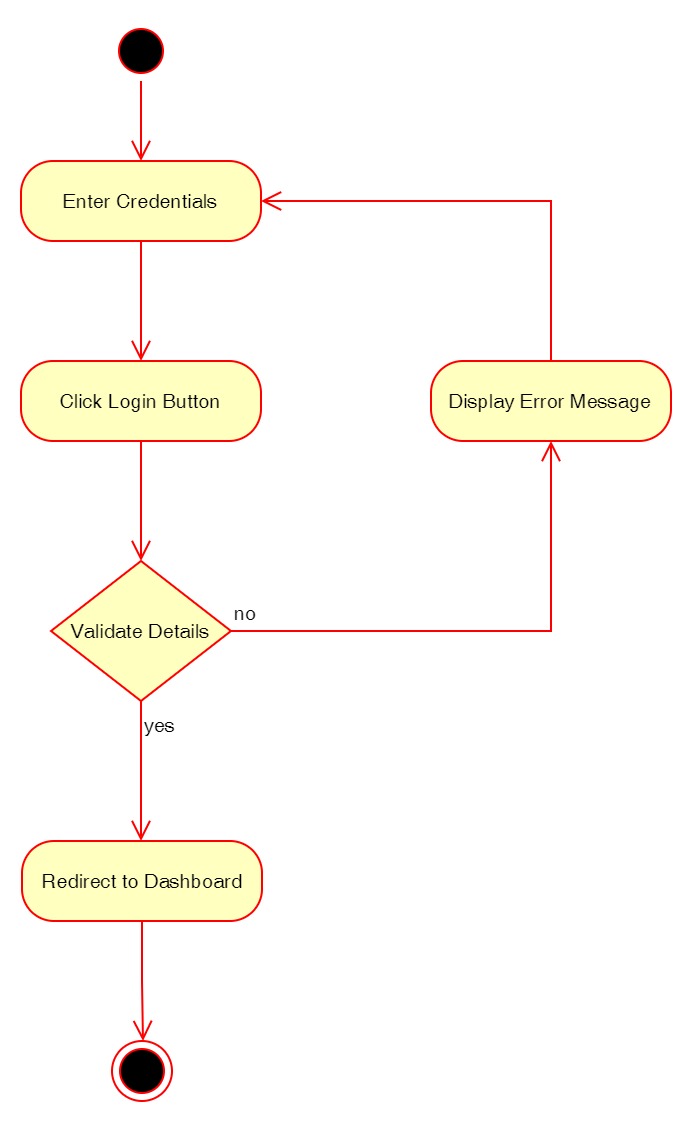 Enter Credentials
Click Login Button
Display Error Message
Validate Details
no
yes
Redirect to Dashboard